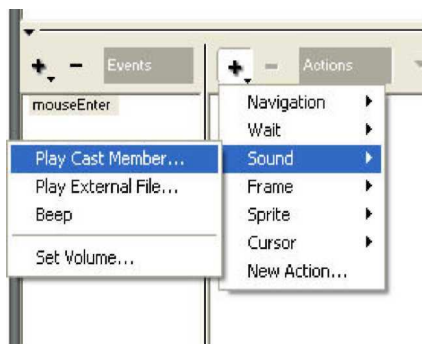 Events
Actions
mouseEnter
Navigation
Wait
Sound
Frame
Sprite
Cursor
New Action...
Play Cast Member...
Play External File...
Beep
Set Volume...